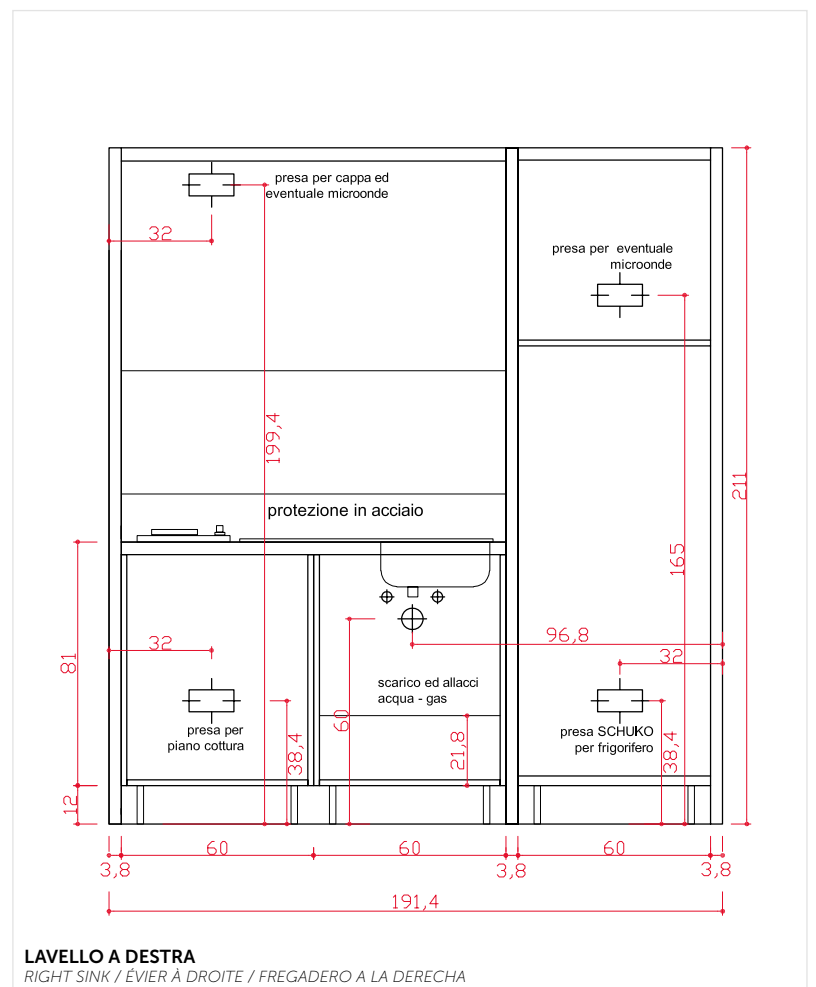 presa per cappa ed
eventuale microonde
32
presa per  eventuale
microonde
199,4
211
protezione in acciaio
165
96,8
32
32
81
scarico ed allacci
acqua - gas
60
presa per
piano cottura
38,4
21,8
presa SCHUKO
per frigorifero
38,4
12
60
60
60
3,8
3,8
3,8
191,4
LAVELLO A DESTRA
RIGHT SINK / ÉVIER À DROITE / FREGADERO A LA DERECHA